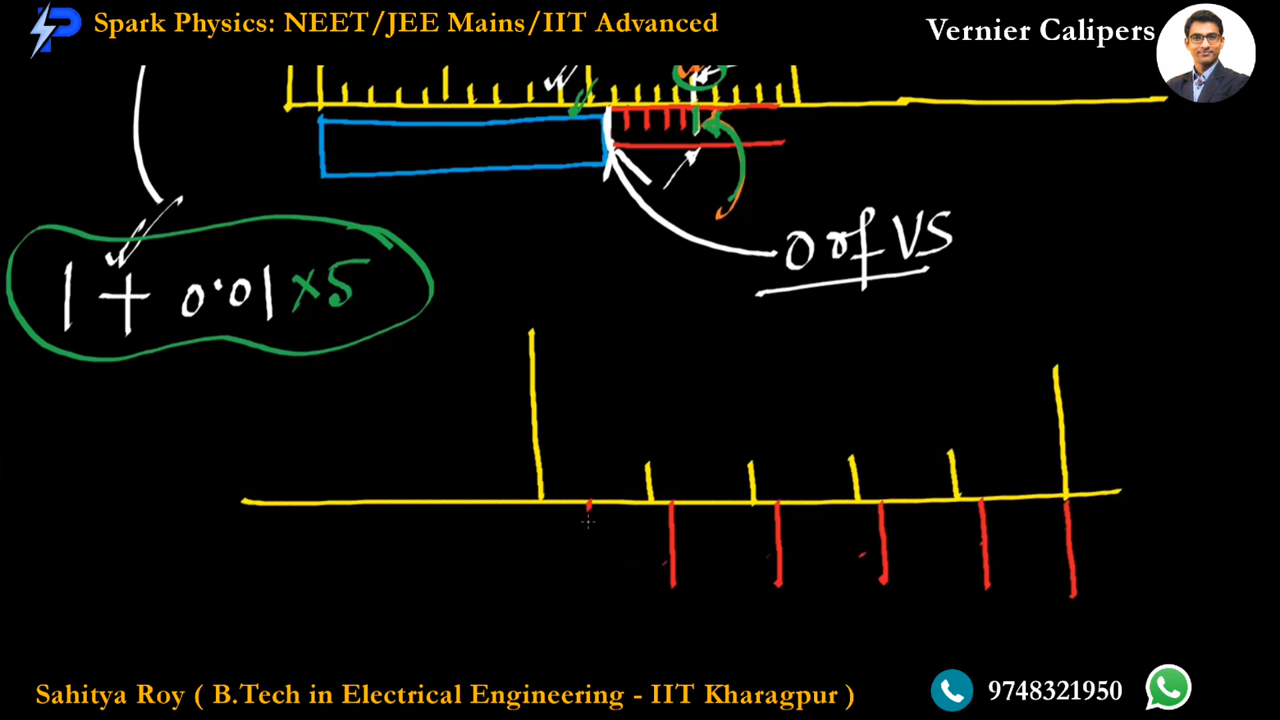 Spark Physics: NEET/JEE Mains/IIT Advanced
Vernier Calipers
0 of VS
1 + 0.01 × 5
Sahitya Roy ( B.Tech in Electrical Engineering - IIT Kharagpur )
9748321950